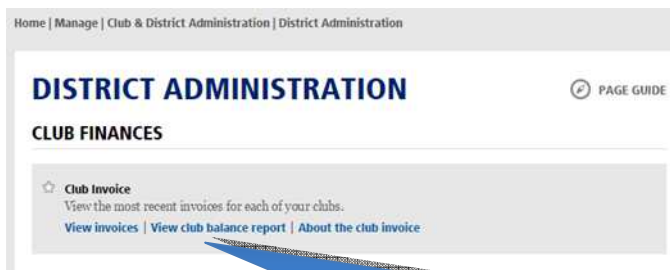 Home | Manage | Club & District Administration | District Administration
DISTRICT ADMINISTRATION
PAGE GUIDE
CLUB FINANCES
Club Invoice
View the most recent invoices for each of your clubs.
View invoices | View club balance report | About the club invoice